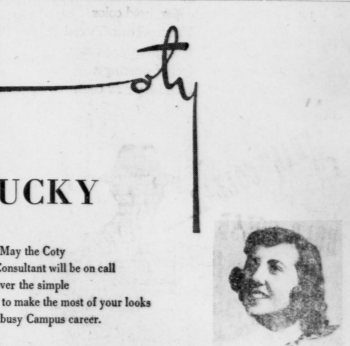 oty
UCKY
May the Coty
Consultant will be on call
ver the simple
to make the most of your looks
busy Campus career.